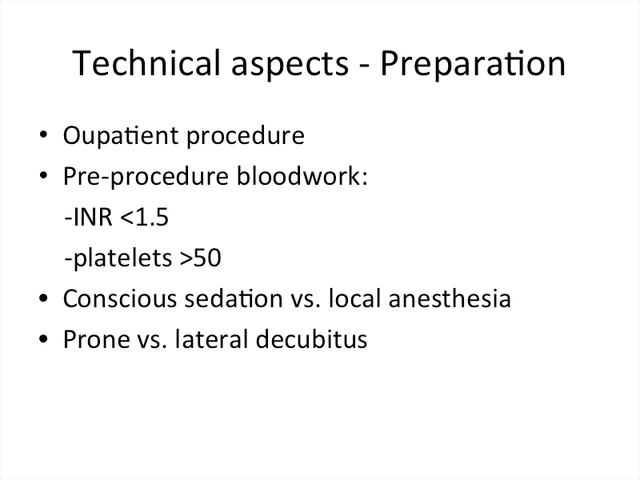 Technical aspects - Preparation
• Oupatient procedure
• Pre-procedure bloodwork:
-INR <1.5
-platelets >50
• Conscious sedation vs. local anesthesia
• Prone vs. lateral decubitus